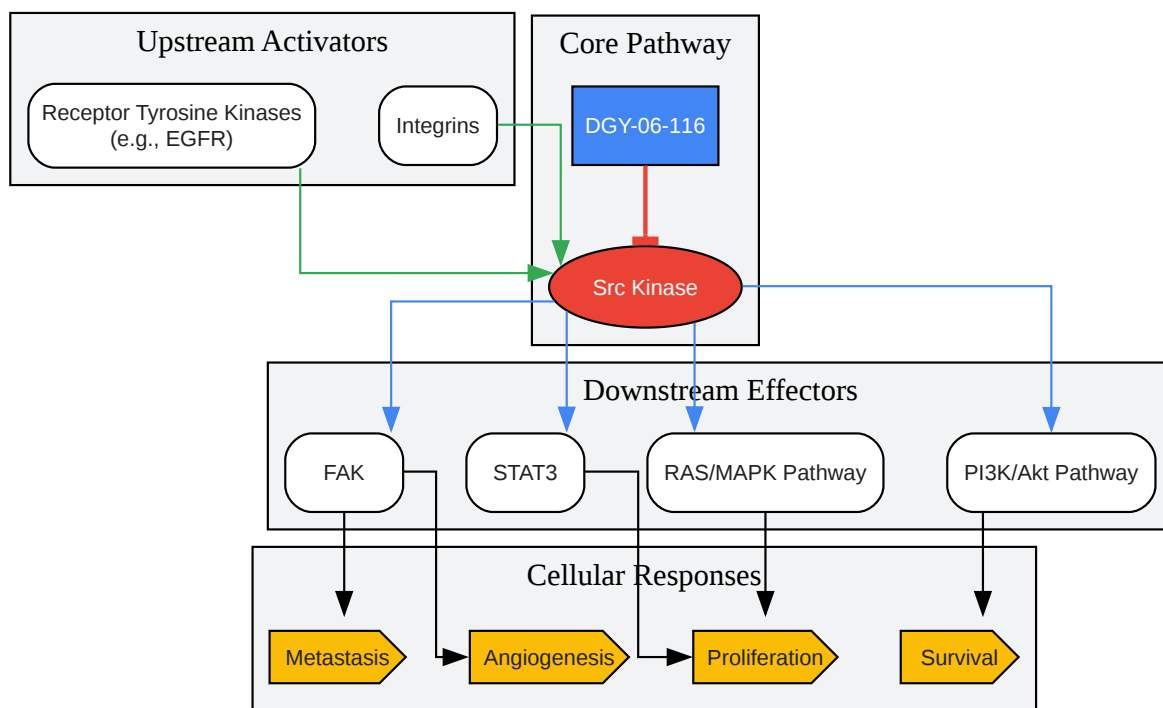 Upstream Activators
Core Pathway
Receptor Tyrosine Kinases
(e.g., EGFR)
Integrins
DGY-06-116
Src Kinase
Downstream Effectors
FAK
STAT3
RAS/MAPK Pathway
PI3K/Akt Pathway
Cellular Responses
Metastasis
Angiogenesis
Proliferation
Survival